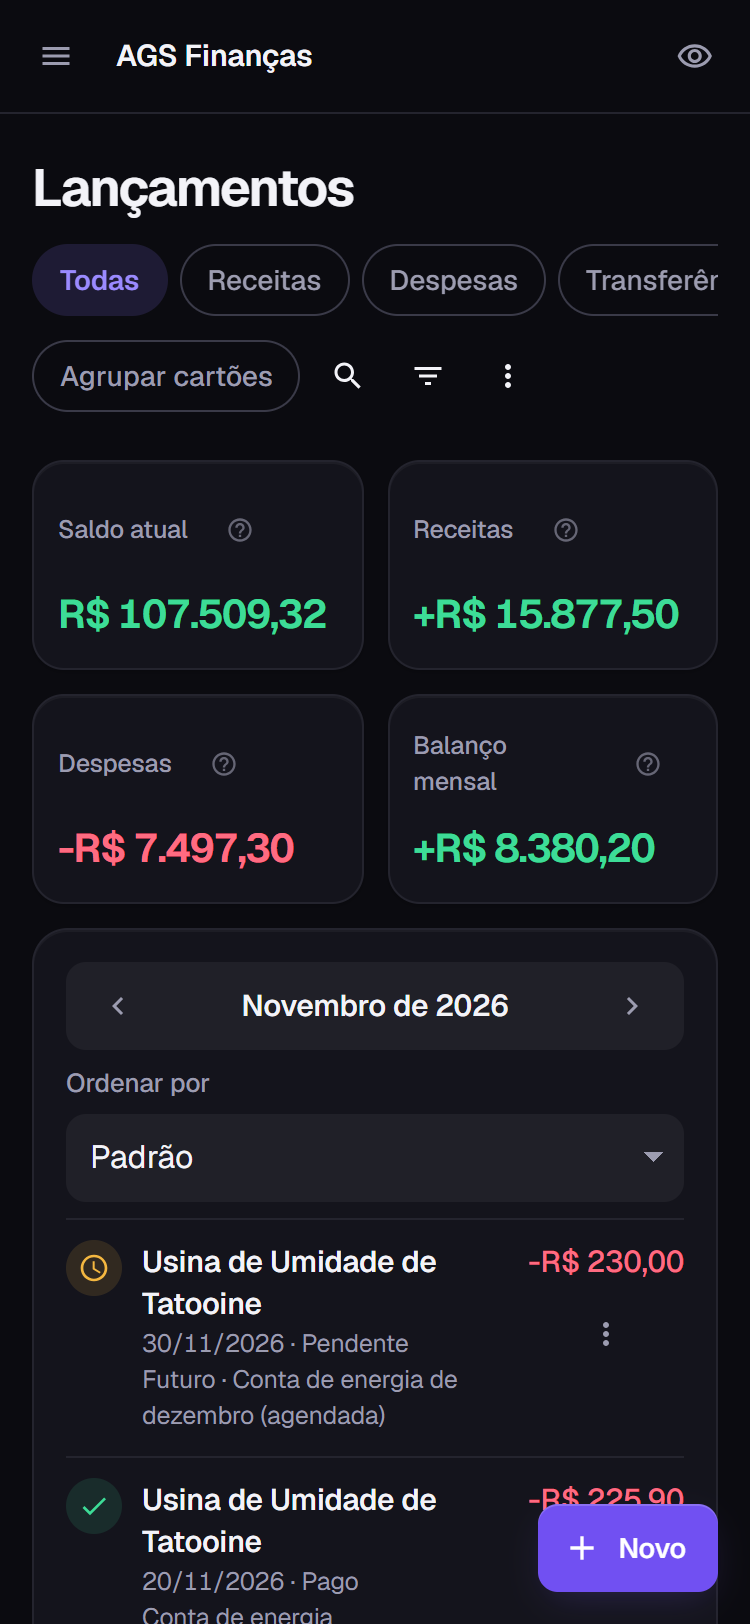 AGS Finanças
Lançamentos
Todas
Receitas
Despesas
Transferêr
Agrupar cartões
Saldo atual
R$ 107.509,32
Receitas
+R$ 15.877,50
Despesas
-R$ 7.497,30
Balanço
mensal
+R$ 8.380,20
Novembro de 2026
Ordenar por
Padrão
Usina de Umidade de
Tatooine
-R$ 230,00
30/11/2026 · Pendente
Futuro · Conta de energia de
dezembro (agendada)
Usina de Umidade de
Tatooine
-R$ 225,90
20/11/2026 · Pago
Conta de energia
Novo